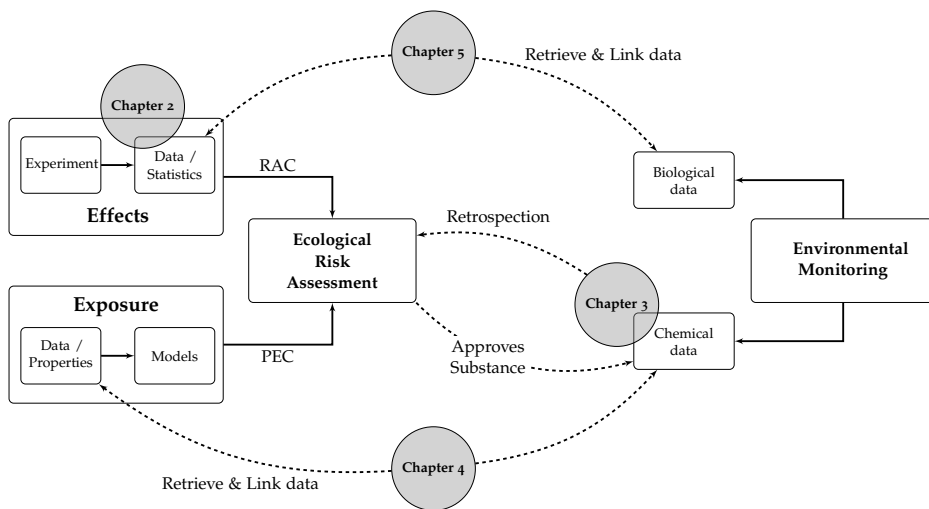 Chapter 5
Retrieve & Link data
Chapter 2
Experiment
Data /
Statistics
Effects
RAC
Biological
data
Retrospection
Ecological
Risk
Assessment
Environmental
Monitoring
Exposure
Data /
Properties
Models
PEC
Chapter 3
Chemical
data
Approves
Substance
Chapter 4
Retrieve & Link data